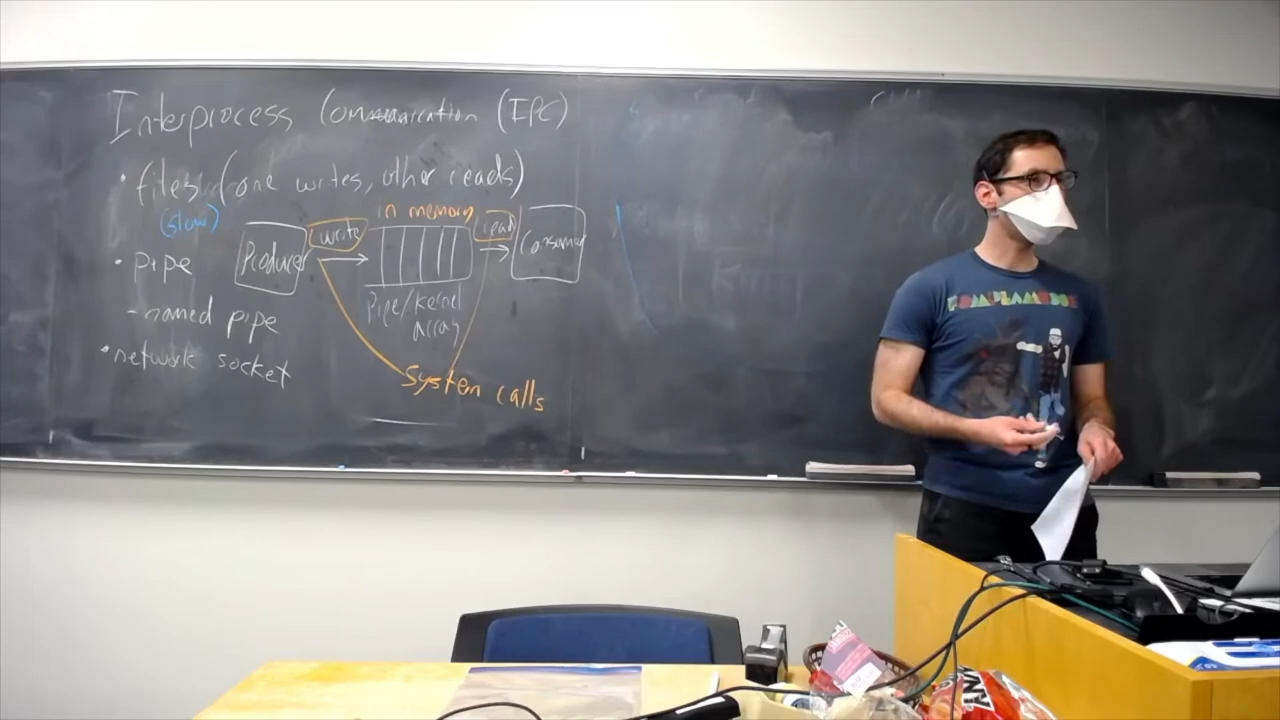 Interprocess Communication (IPC)
• files (one writes, other reads)
(slow)
in memory
Producer
write
read
Consumer
• pipe
Pipe/kernel
array
- named pipe
• network socket
System calls
POMPLAMOOSE